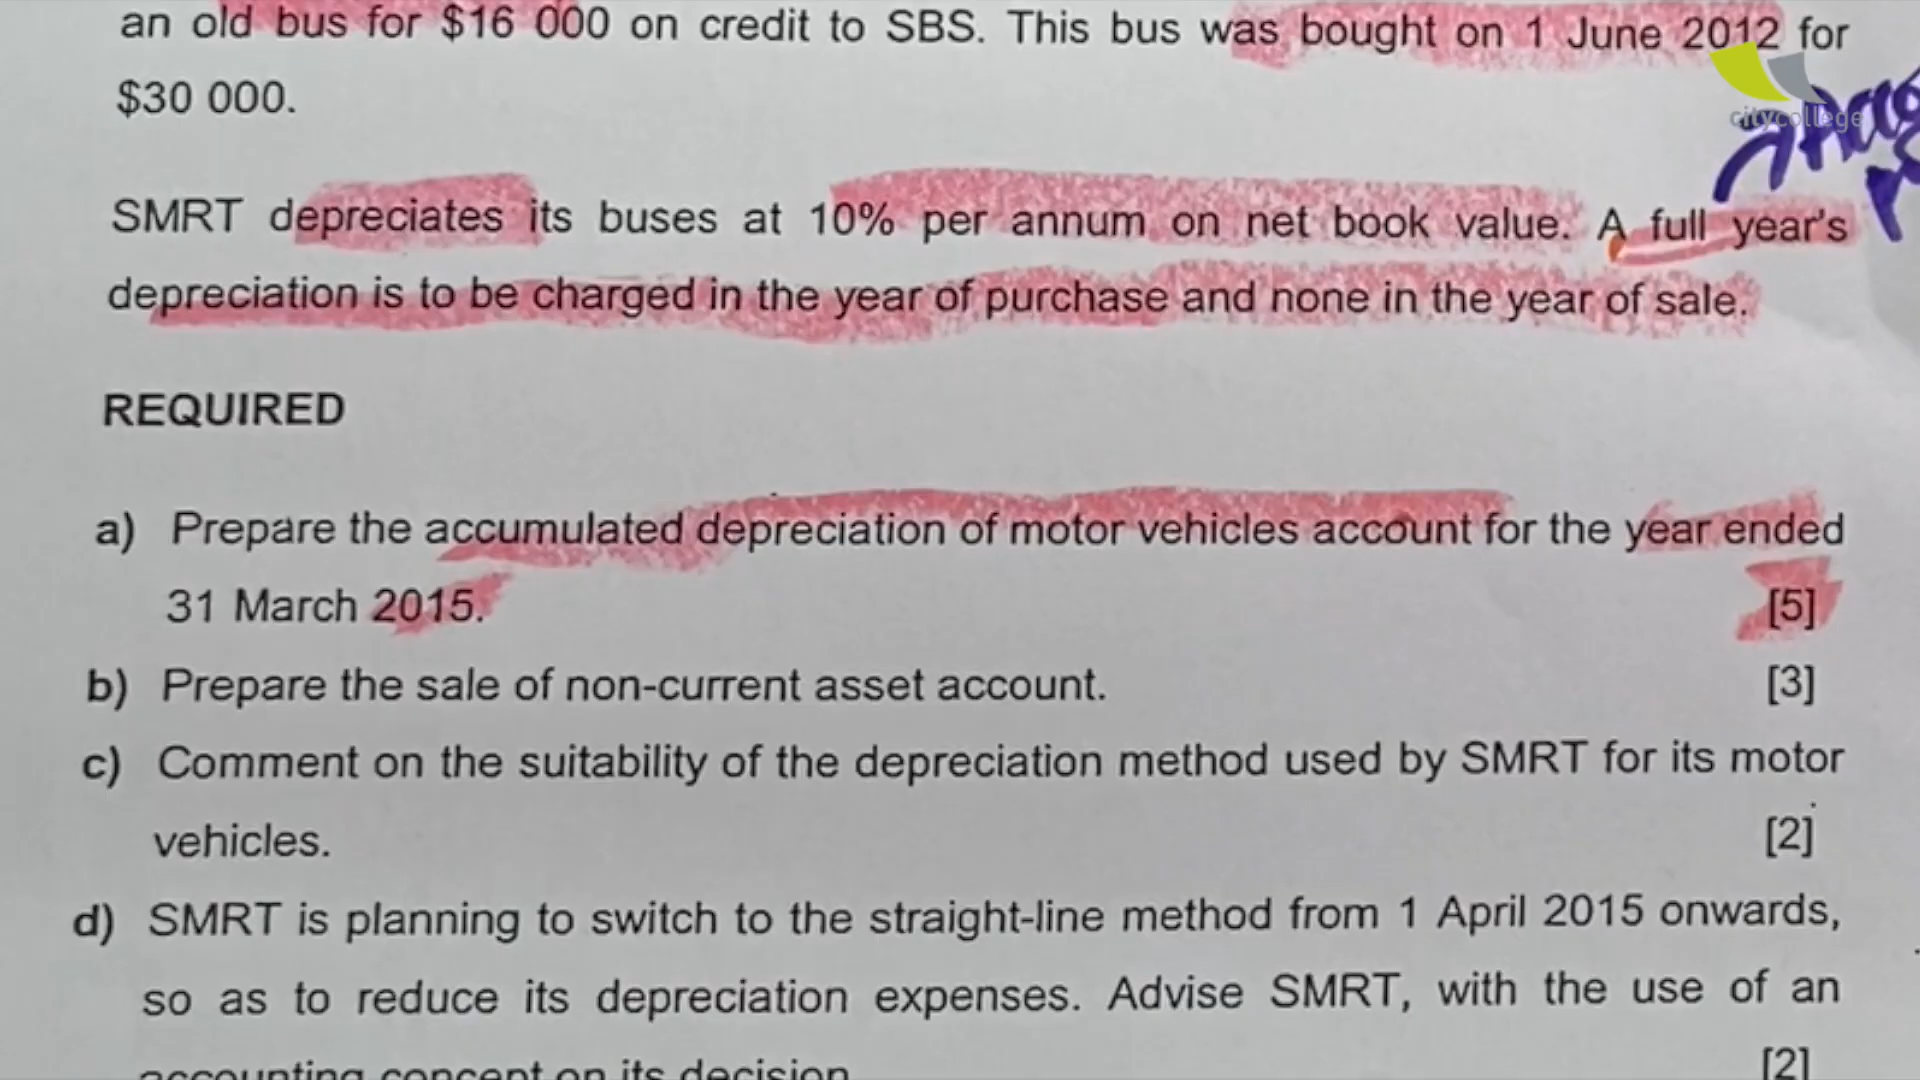 an old bus for $16 000 on credit to SBS. This bus was bought on 1 June 2012 for
$30 000.
citycollege
SMRT depreciates its buses at 10% per annum on net book value. A full year's
depreciation is to be charged in the year of purchase and none in the year of sale.
REQUIRED
a) Prepare the accumulated depreciation of motor vehicles account for the year ended
31 March 2015. [5]
b) Prepare the sale of non-current asset account. [3]
c) Comment on the suitability of the depreciation method used by SMRT for its motor
vehicles. [2]
d) SMRT is planning to switch to the straight-line method from 1 April 2015 onwards,
so as to reduce its depreciation expenses. Advise SMRT, with the use of an
accounting concept on its decision. [2]